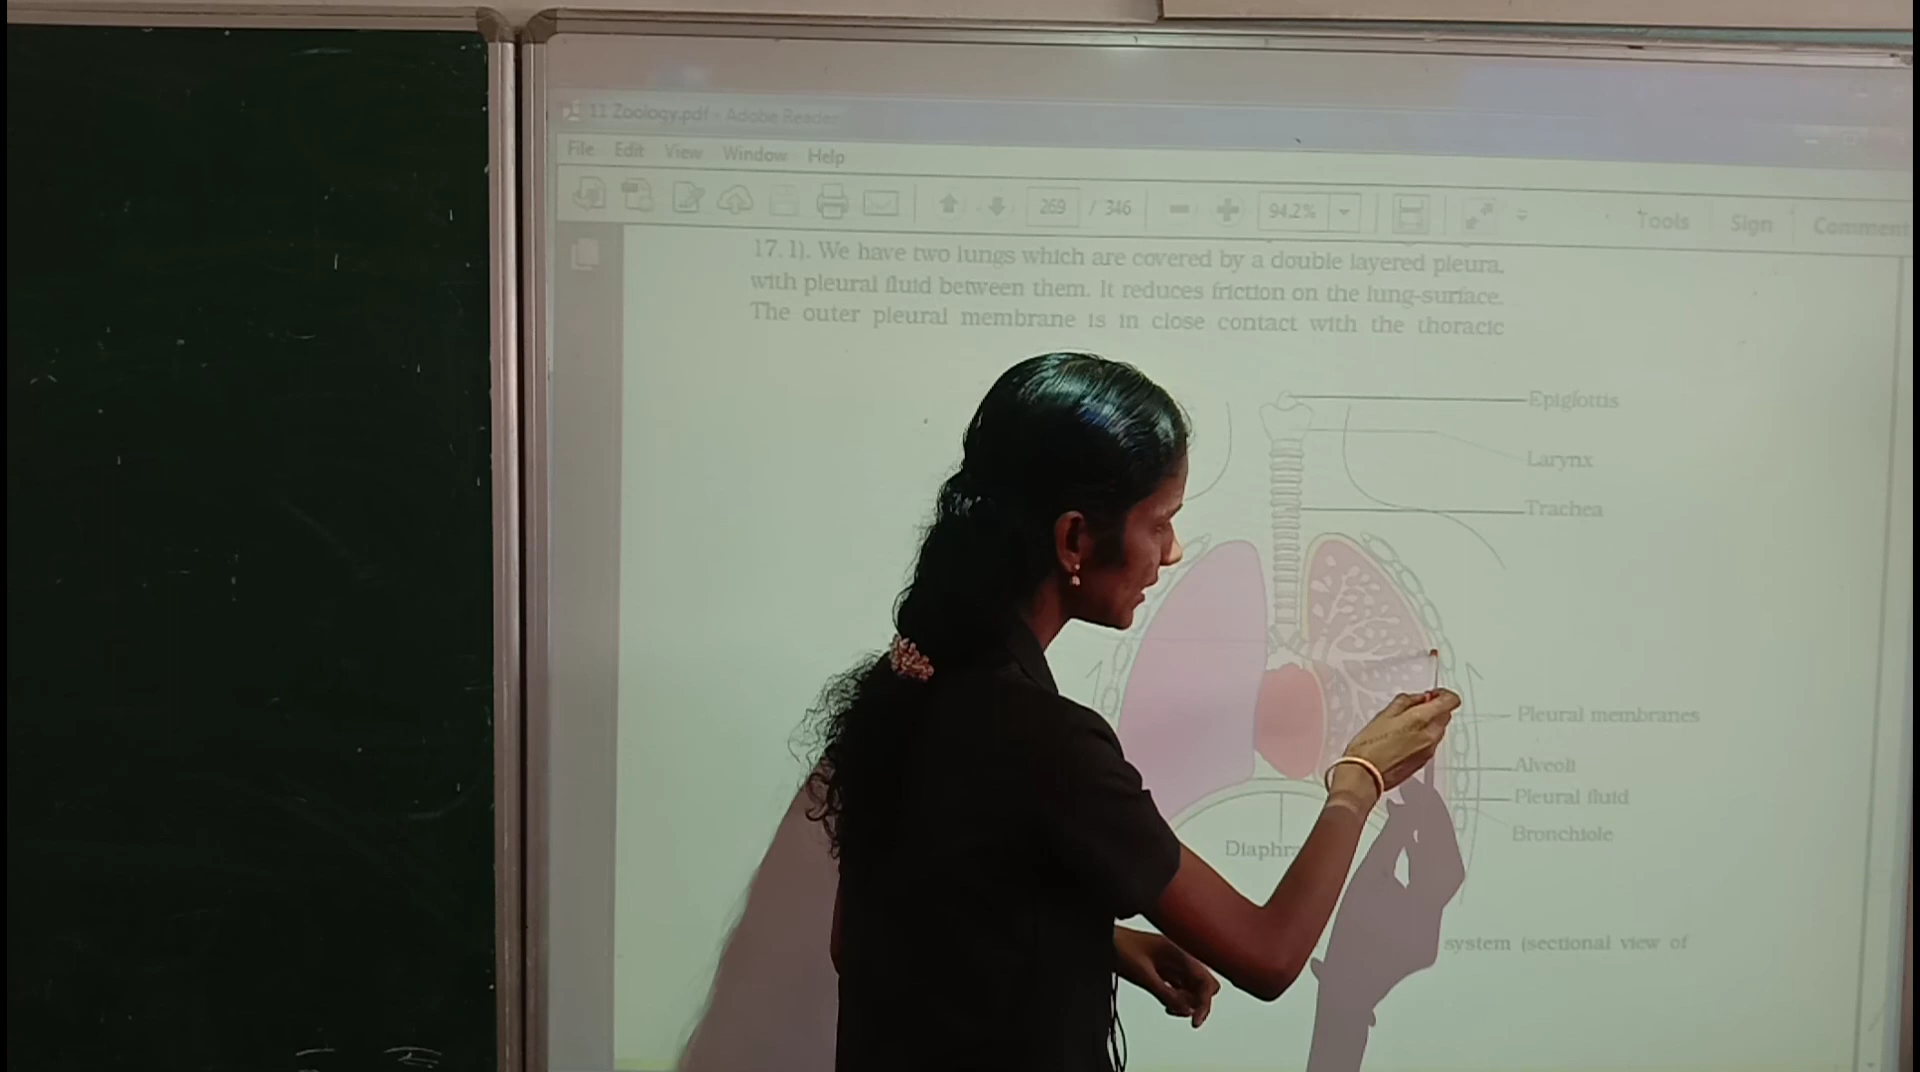 11 Zoology.pdf - Adobe Reader
File Edit View Window Help
269 / 346 94.2% Tools Sign Comment
17.1). We have two lungs which are covered by a double layered pleura,
with pleural fluid between them. It reduces friction on the lung-surface.
The outer pleural membrane is in close contact with the thoracic
Epiglottis
Larynx
Trachea
Pleural membranes
Alveoli
Pleural fluid
Bronchiole
Diaphr
system (sectional view of